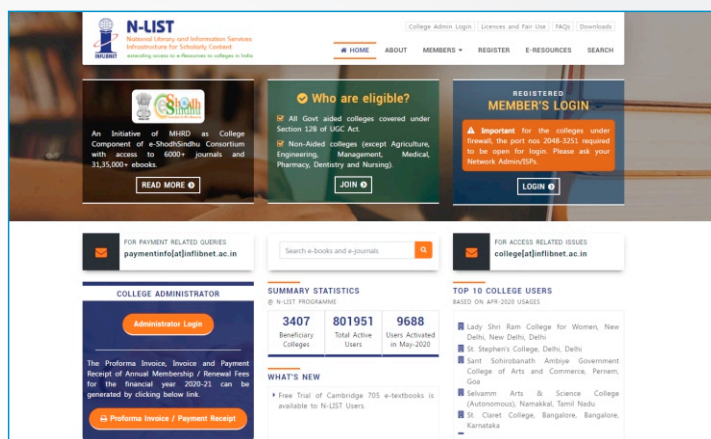 College Admin Login | Licences and Fair Use | FAQs | Downloads
INFLIBNET
N-LIST
National Library and Information Services
Infrastructure for Scholarly Content
extending access to e-Resources to colleges in India
HOME ABOUT MEMBERS REGISTER E-RESOURCES SEARCH
e-Shodh
Sindhu
An Initiative of MHRD as College
Component of e-ShodhSindhu Consortium
with access to 6000+ journals and
31,35,000+ ebooks.
READ MORE
Who are eligible?
All Govt aided colleges covered under
Section 12B of UGC Act.
Non-Aided colleges (except Agriculture,
Engineering, Management, Medical,
Pharmacy, Dentistry and Nursing).
JOIN
REGISTERED
MEMBER'S LOGIN
Important for the colleges under
firewall, the port nos 2048-3251 required
to be open for login. Please ask your
Network Admin/ISPs.
LOGIN
FOR PAYMENT RELATED QUERIES
paymentinfo[at]inflibnet.ac.in
Search e-books and e-journals
FOR ACCESS RELATED ISSUES
college[at]inflibnet.ac.in
COLLEGE ADMINISTRATOR
Administrator Login
The Proforma Invoice, Invoice and Payment
Receipt of Annual Membership / Renewal Fees
for the financial year 2020-21 can be
generated by clicking below link.
Proforma Invoice / Payment Receipt
SUMMARY STATISTICS
@ N-LIST PROGRAMME
3407 801951 9688
Beneficiary Total Active Users Activated
Colleges Users in May-2020
WHAT'S NEW
Free Trial of Cambridge 705 e-textbooks is
available to N-LIST Users
TOP 10 COLLEGE USERS
BASED ON APR-2020 USAGES
Lady Shri Ram College for Women, New
Delhi, New Delhi, Delhi
St. Stephen's College, Delhi, Delhi
Sant Sohirobanath Ambiye Government
College of Arts and Commerce, Pernem,
Goa
Selvamm Arts & Science College
(Autonomous), Namakkal, Tamil Nadu
St. Claret College, Bangalore, Bangalore,
Karnataka